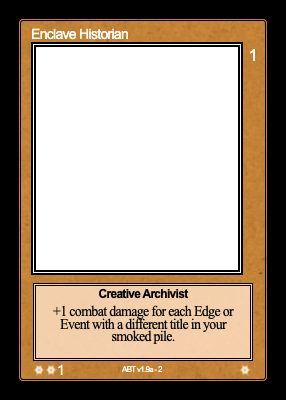 Enclave Historian
1
Creative Archivist
+1 combat damage for each Edge or
Event with a different title in your
smoked pile.
1
ABT v1.9a - 2